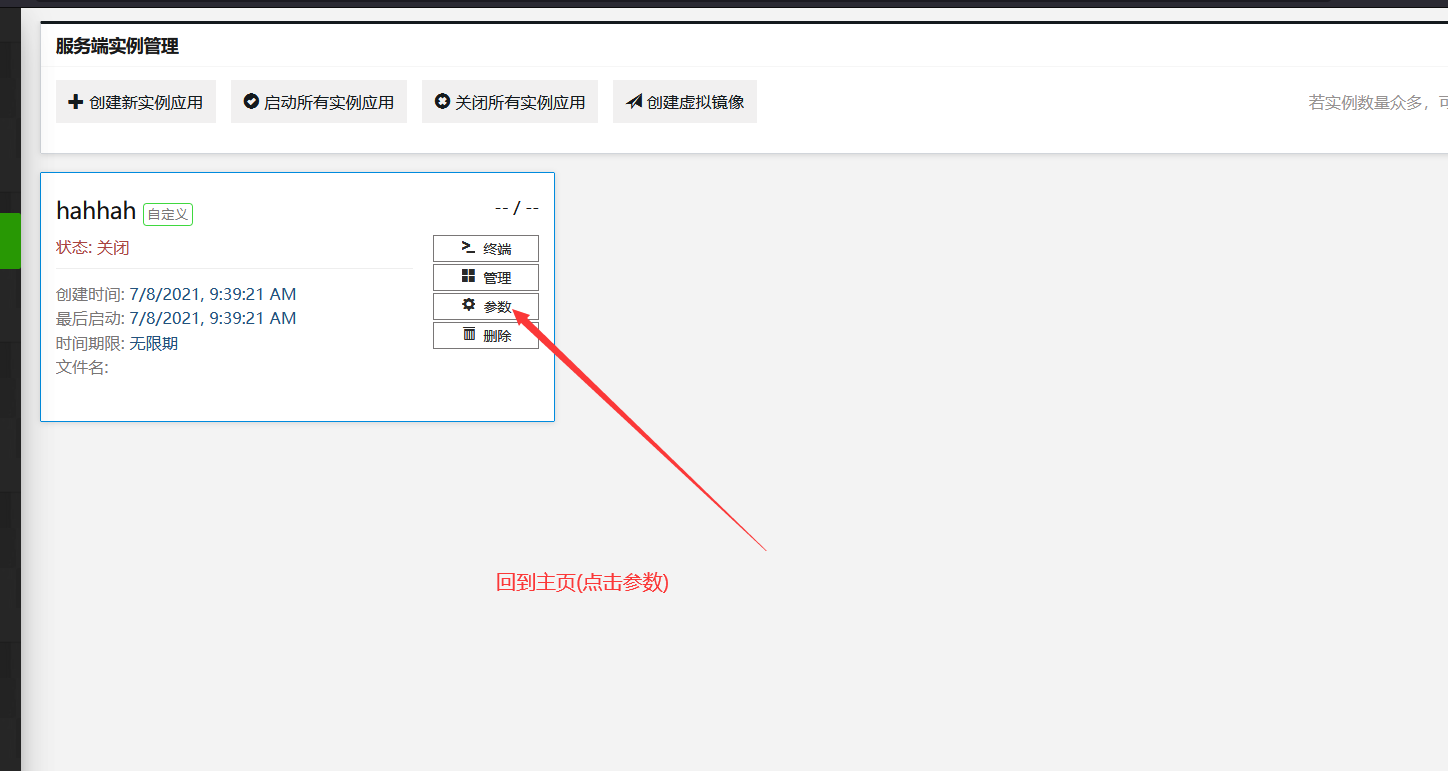 服务端实例管理
创建新实例应用 启动所有实例应用 关闭所有实例应用 创建虚拟镜像 若实例数量众多，可
hahhah 自定义 -- / --
状态: 关闭
终端
管理
参数
删除
创建时间: 7/8/2021, 9:39:21 AM
最后启动: 7/8/2021, 9:39:21 AM
时间期限: 无限期
文件名:
回到主页(点击参数)